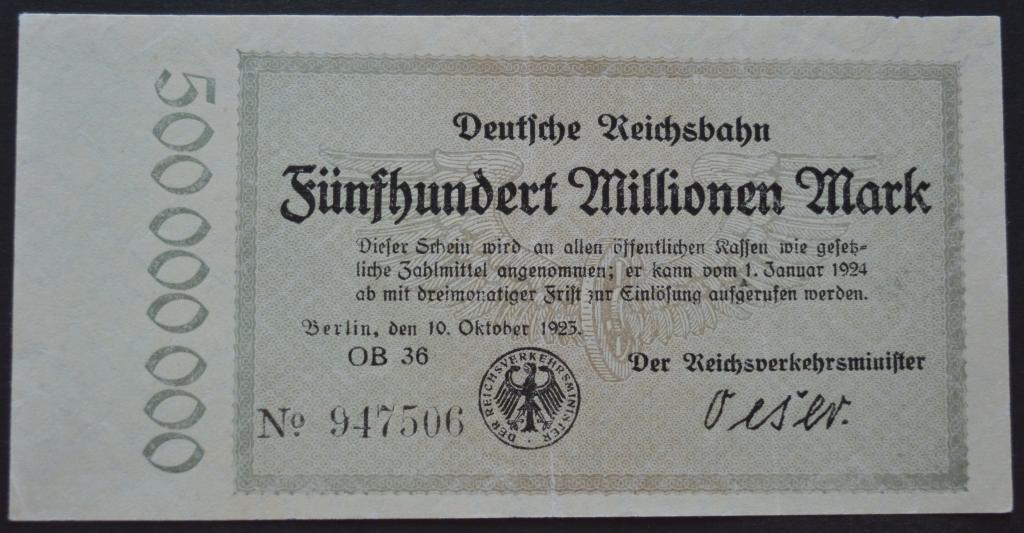 500000000
Deutsche Reichsbahn
Fünfhundert Millionen Mark
Dieser Schein wird an allen öffentlichen Kassen wie gesetz-
liche Zahlmittel angenommen; er kann vom 1. Januar 1924
ab mit dreimonatiger Frist zur Einlösung aufgerufen werden.
Berlin, den 10. Oktober 1923.
OB 36
Der Reichsverkehrsminister
№ 947506
DER REICHSVERKEHRSMINISTER
Oeser.